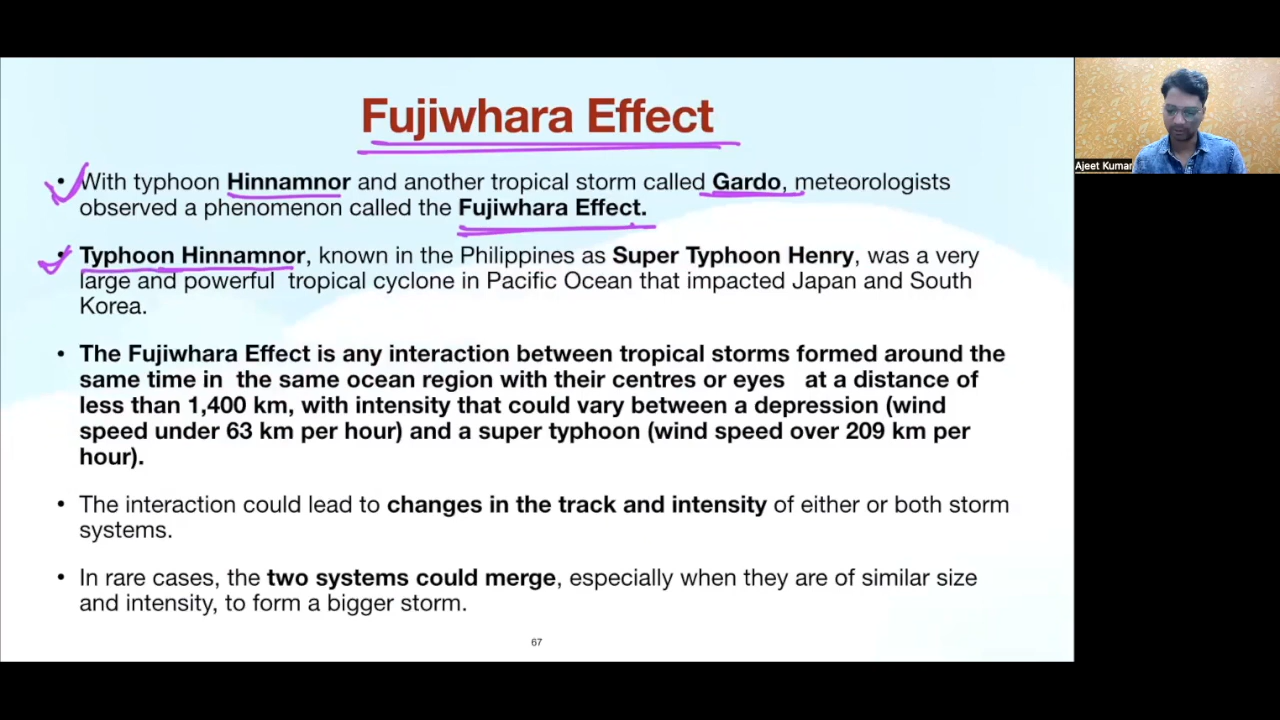 Fujiwhara Effect
Ajeet Kumar
• With typhoon Hinnamnor and another tropical storm called Gardo, meteorologists
observed a phenomenon called the Fujiwhara Effect.
• Typhoon Hinnamnor, known in the Philippines as Super Typhoon Henry, was a very
large and powerful tropical cyclone in Pacific Ocean that impacted Japan and South
Korea.
• The Fujiwhara Effect is any interaction between tropical storms formed around the
same time in the same ocean region with their centres or eyes at a distance of
less than 1,400 km, with intensity that could vary between a depression (wind
speed under 63 km per hour) and a super typhoon (wind speed over 209 km per
hour).
• The interaction could lead to changes in the track and intensity of either or both storm
systems.
• In rare cases, the two systems could merge, especially when they are of similar size
and intensity, to form a bigger storm.
67